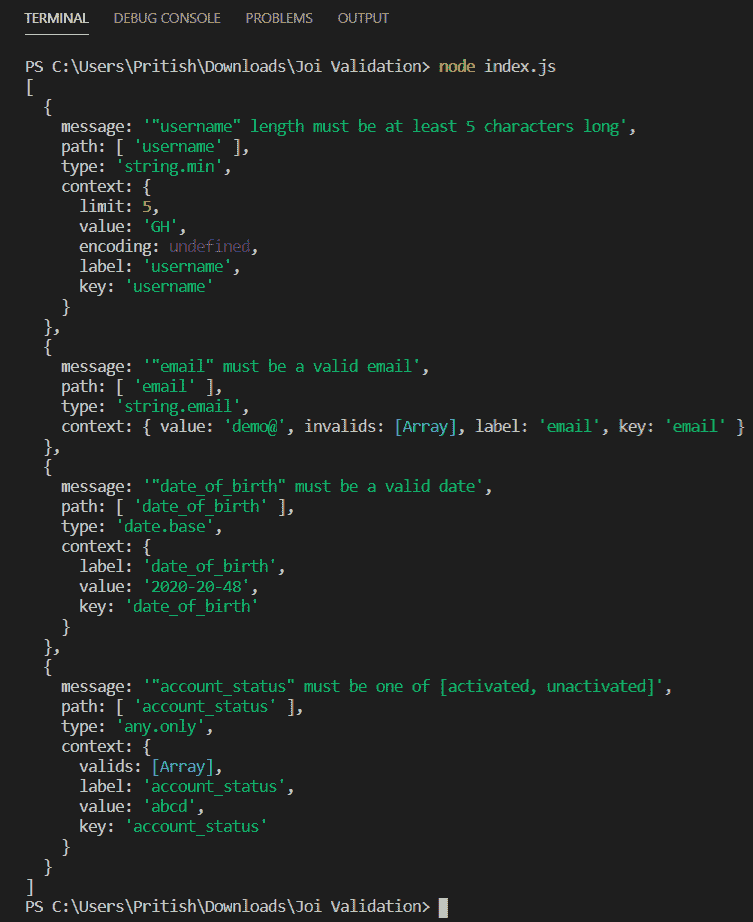 TERMINAL DEBUG CONSOLE PROBLEMS OUTPUT
PS C:\Users\Pritish\Downloads\Joi Validation> node index.js
[
  {
    message: '"username" length must be at least 5 characters long',
    path: [ 'username' ],
    type: 'string.min',
    context: {
      limit: 5,
      value: 'GH',
      encoding: undefined,
      label: 'username',
      key: 'username'
    }
  },
  {
    message: '"email" must be a valid email',
    path: [ 'email' ],
    type: 'string.email',
    context: { value: 'demo@', invalids: [Array], label: 'email', key: 'email' }
  },
  {
    message: '"date_of_birth" must be a valid date',
    path: [ 'date_of_birth' ],
    type: 'date.base',
    context: {
      label: 'date_of_birth',
      value: '2020-20-48',
      key: 'date_of_birth'
    }
  },
  {
    message: '"account_status" must be one of [activated, unactivated]',
    path: [ 'account_status' ],
    type: 'any.only',
    context: {
      valids: [Array],
      label: 'account_status',
      value: 'abcd',
      key: 'account_status'
    }
  }
]
PS C:\Users\Pritish\Downloads\Joi Validation>